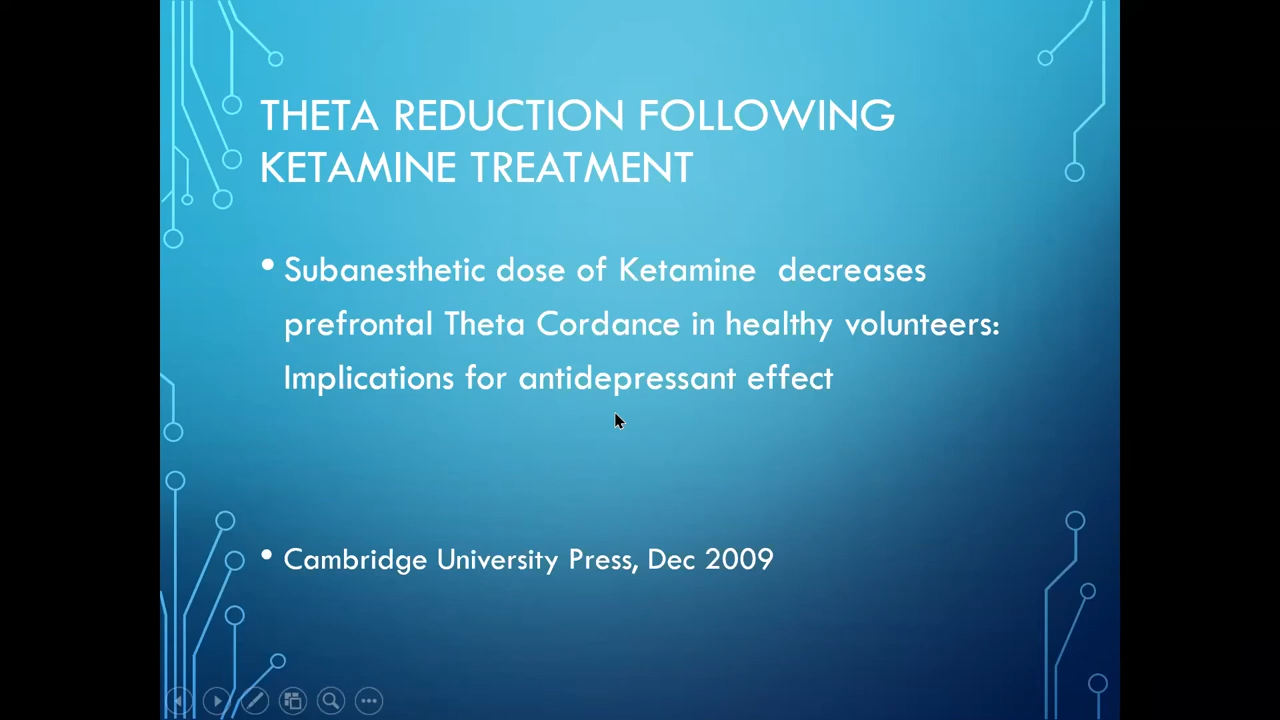 THETA REDUCTION FOLLOWING
KETAMINE TREATMENT
• Subanesthetic dose of Ketamine  decreases
prefrontal Theta Cordance in healthy volunteers:
Implications for antidepressant effect
• Cambridge University Press, Dec 2009